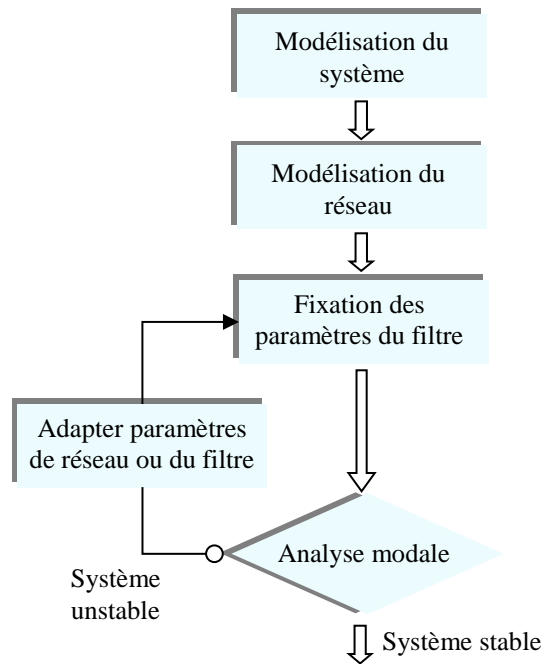 Modélisation du
système
Modélisation du
réseau
Fixation des
paramètres du filtre
Adapter paramètres
de réseau ou du filtre
Analyse modale
Système
unstable
Système stable